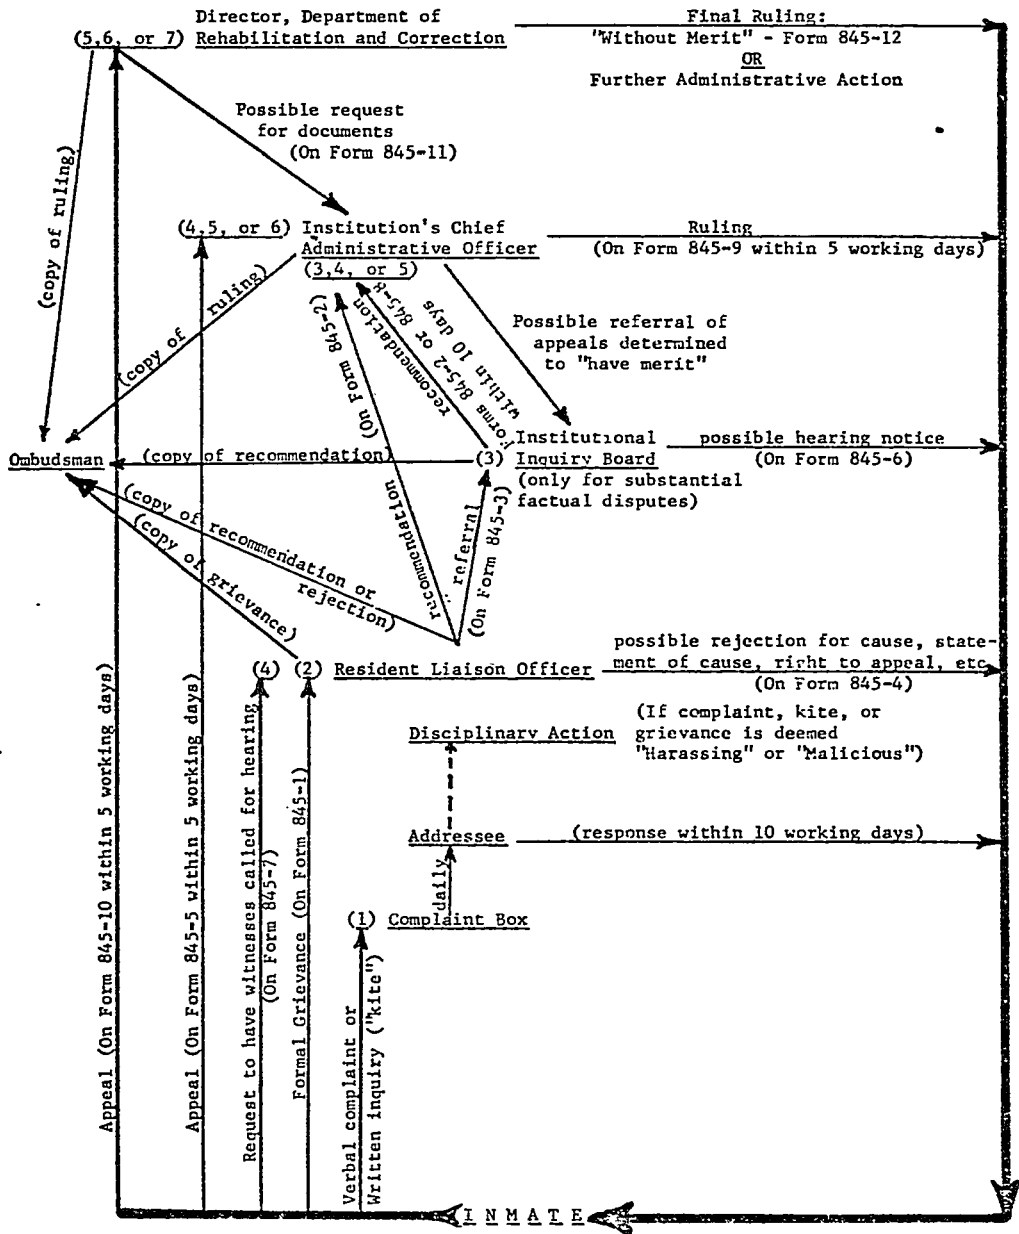 Director, Department of
(5,6, or 7) Rehabilitation and Correction
Final Ruling:
"Without Merit" - Form 845-12
OR
Further Administrative Action
Possible request
for documents
(On Form 845-11)
(copy of ruling)
(4,5, or 6) Institution's Chief
Administrative Officer
(3,4, or 5)
Ruling
(On Form 845-9 within 5 working days)
(copy of ruling)
recommendation (On Form 845-2)
recommendation
Forms 845-2 or 845-8
within 10 days
Possible referral of
appeals determined
to "have merit"
Ombudsman
(copy of recommendation)
(3) Institutional
Inquiry Board
(only for substantial
factual disputes)
possible hearing notice
(On Form 845-6)
(copy of recommendation or
rejection)
(copy of grievance)
referral
(On Form 845-3)
(4) (2) Resident Liaison Officer
possible rejection for cause, state-
ment of cause, right to appeal, etc
(On Form 845-4)
Disciplinary Action
(If complaint, kite, or
grievance is deemed
"Harassing" or "Malicious")
Addressee
(response within 10 working days)
daily
(1) Complaint Box
Appeal (On Form 845-10 within 5 working days)
Appeal (On Form 845-5 within 5 working days)
Request to have witnesses called for hearing
(On Form 845-7)
Formal Grievance (On Form 845-1)
Verbal complaint or
Written inquiry ("kite")
INMATE